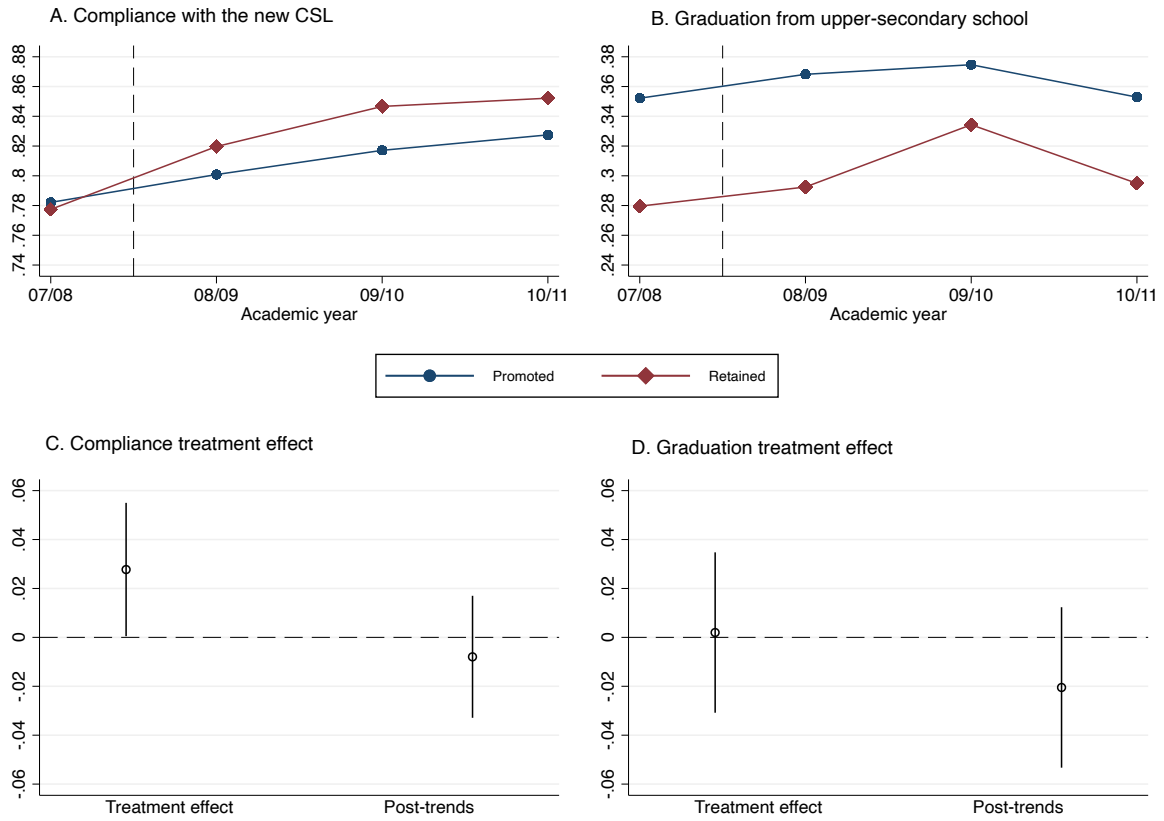 A. Compliance with the new CSL
.88
.86
.84
.82
.8
.78
.76
.74
07/08 08/09 09/10 10/11
Academic year
B. Graduation from upper-secondary school
.38
.36
.34
.32
.3
.28
.26
.24
07/08 08/09 09/10 10/11
Academic year
Promoted Retained
C. Compliance treatment effect
.06
.04
.02
0
-.02
-.04
-.06
Treatment effect Post-trends
D. Graduation treatment effect
.06
.04
.02
0
-.02
-.04
-.06
Treatment effect Post-trends